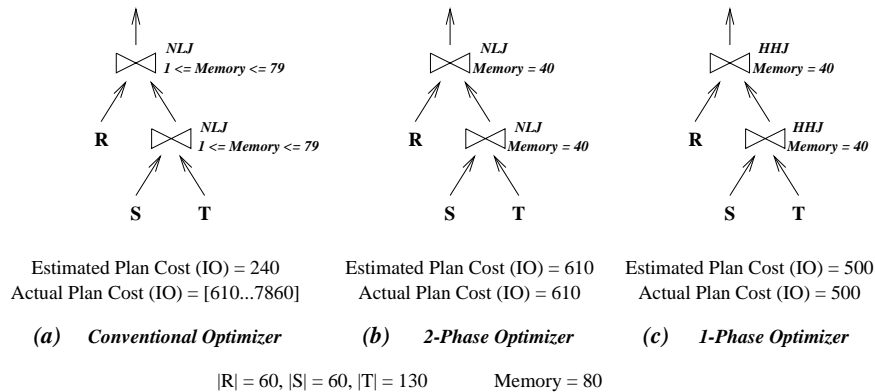 NLJ
1 <= Memory <= 79
R
NLJ
1 <= Memory <= 79
S T
Estimated Plan Cost (IO) = 240
Actual Plan Cost (IO) = [610...7860]
(a) Conventional Optimizer
NLJ
Memory = 40
R
NLJ
Memory = 40
S T
Estimated Plan Cost (IO) = 610
Actual Plan Cost (IO) = 610
(b) 2-Phase Optimizer
HHJ
Memory = 40
R
HHJ
Memory = 40
S T
Estimated Plan Cost (IO) = 500
Actual Plan Cost (IO) = 500
(c) 1-Phase Optimizer
|R| = 60, |S| = 60, |T| = 130 Memory = 80